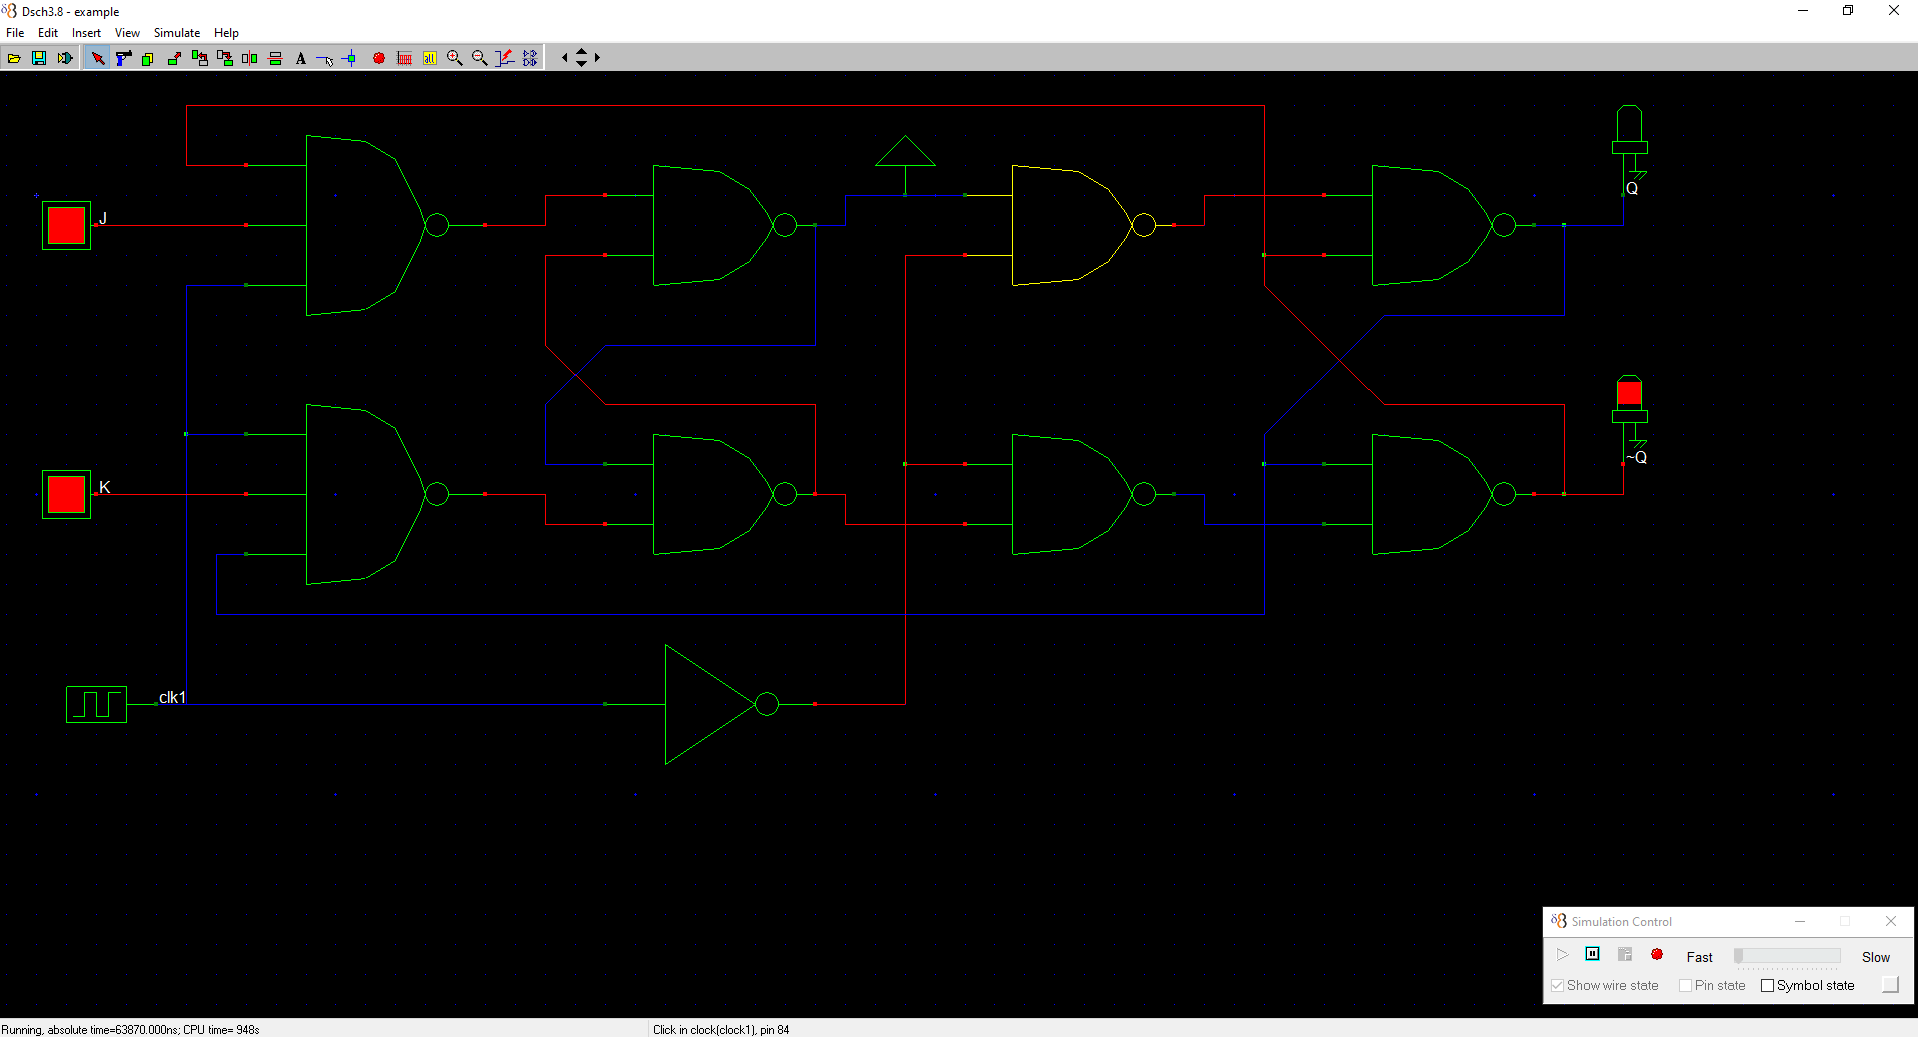 Dsch3.8 - example
File Edit Insert View Simulate Help
A
all
Q
J
~Q
K
clk1
Simulation Control
Fast Slow
Show wire state Pin state Symbol state
Running, absolute time=63870.000ns; CPU time= 948s
Click in clock(clock1), pin 84